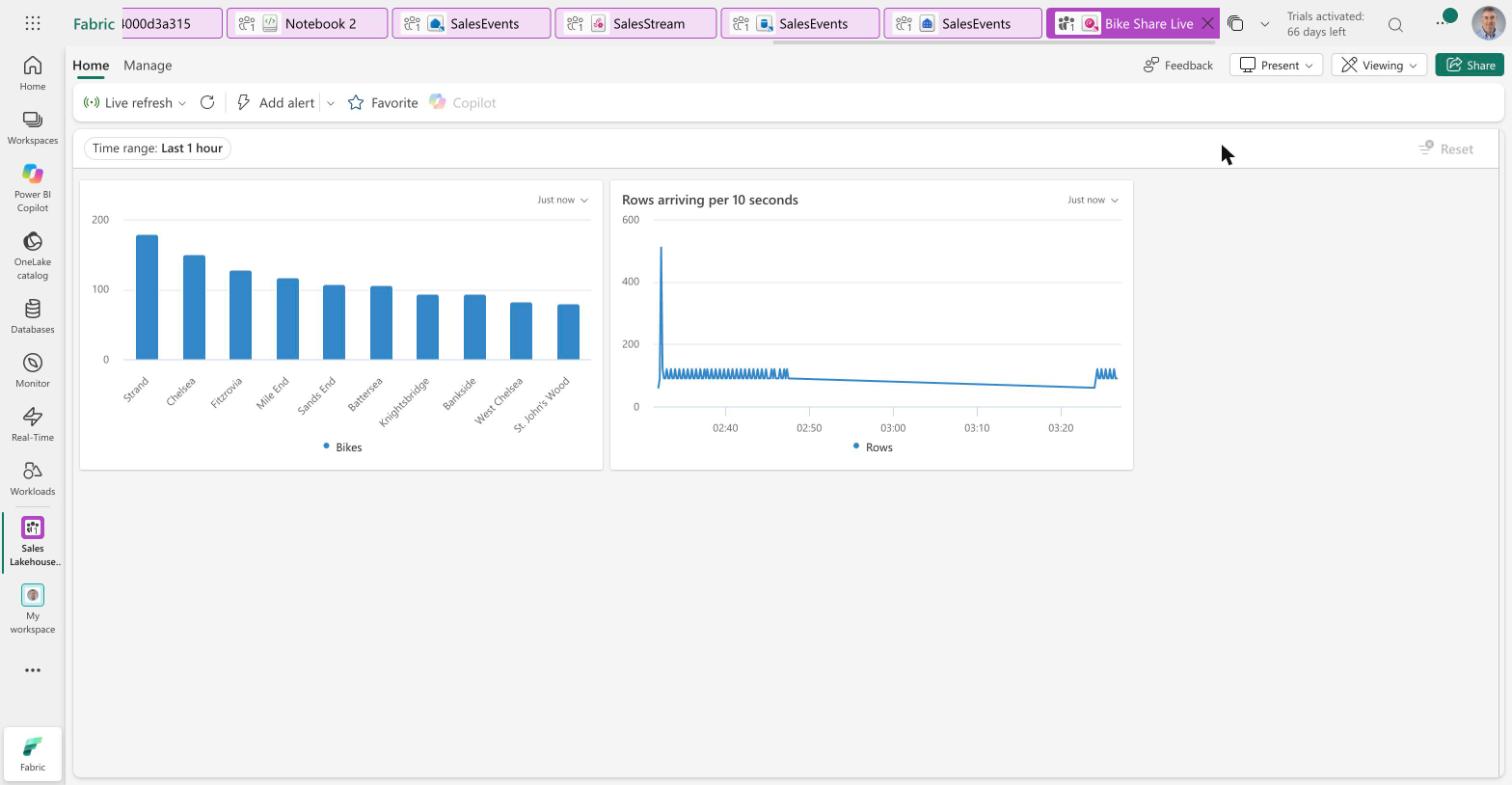 Fabric
4000d3a315
Notebook 2
SalesEvents
SalesStream
SalesEvents
SalesEvents
Bike Share Live
Trials activated:
66 days left
Home
Manage
Feedback
Present
Viewing
Share
Live refresh
Add alert
Favorite
Copilot
Time range: Last 1 hour
Reset
Home
Workspaces
Power BI
Copilot
OneLake
catalog
Databases
Monitor
Real-Time
Workloads
Sales
Lakehouse..
My
workspace
Fabric
Just now
200
100
0
Strand
Chelsea
Fitzrovia
Mile End
Sands End
Battersea
Knightsbridge
Bankside
West Chelsea
St. John's Wood
Bikes
Rows arriving per 10 seconds
Just now
600
400
200
0
02:40
02:50
03:00
03:10
03:20
Rows